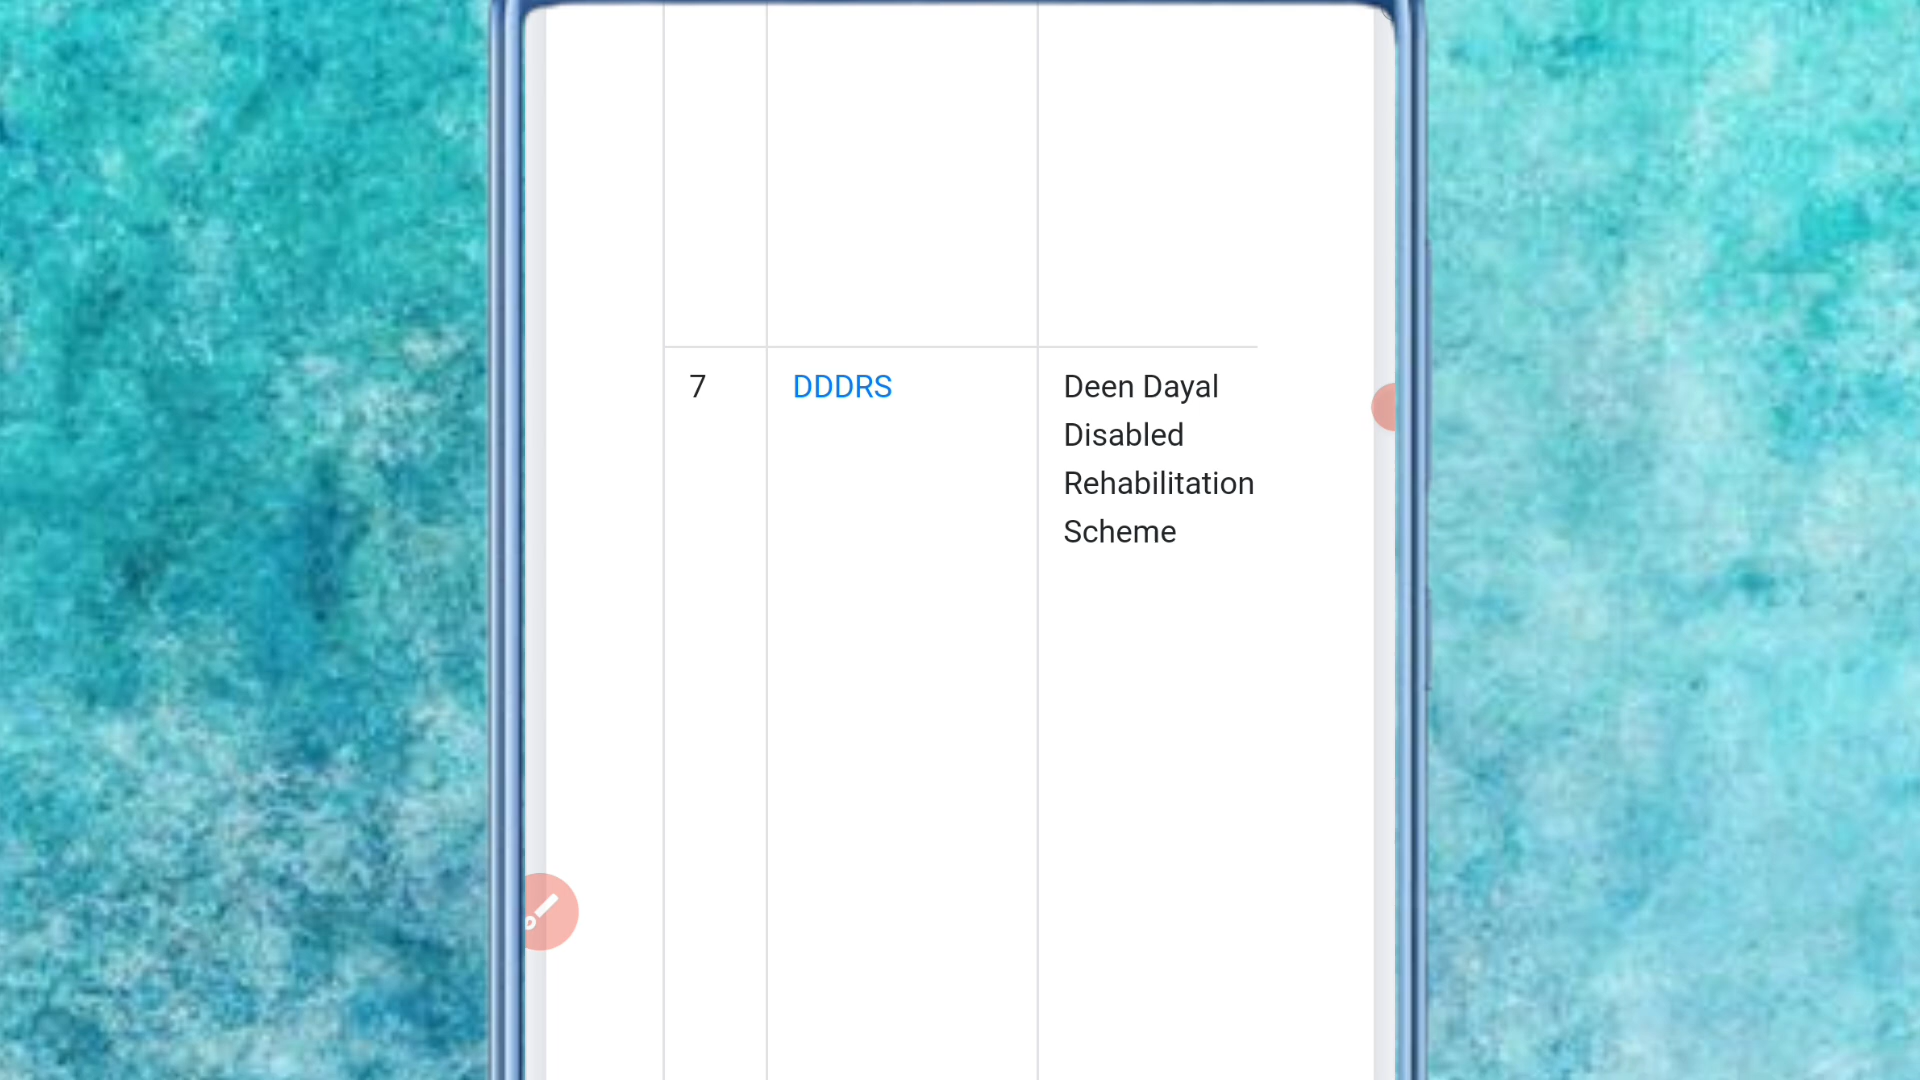 7 DDDRS Deen Dayal
Disabled
Rehabilitation
Scheme